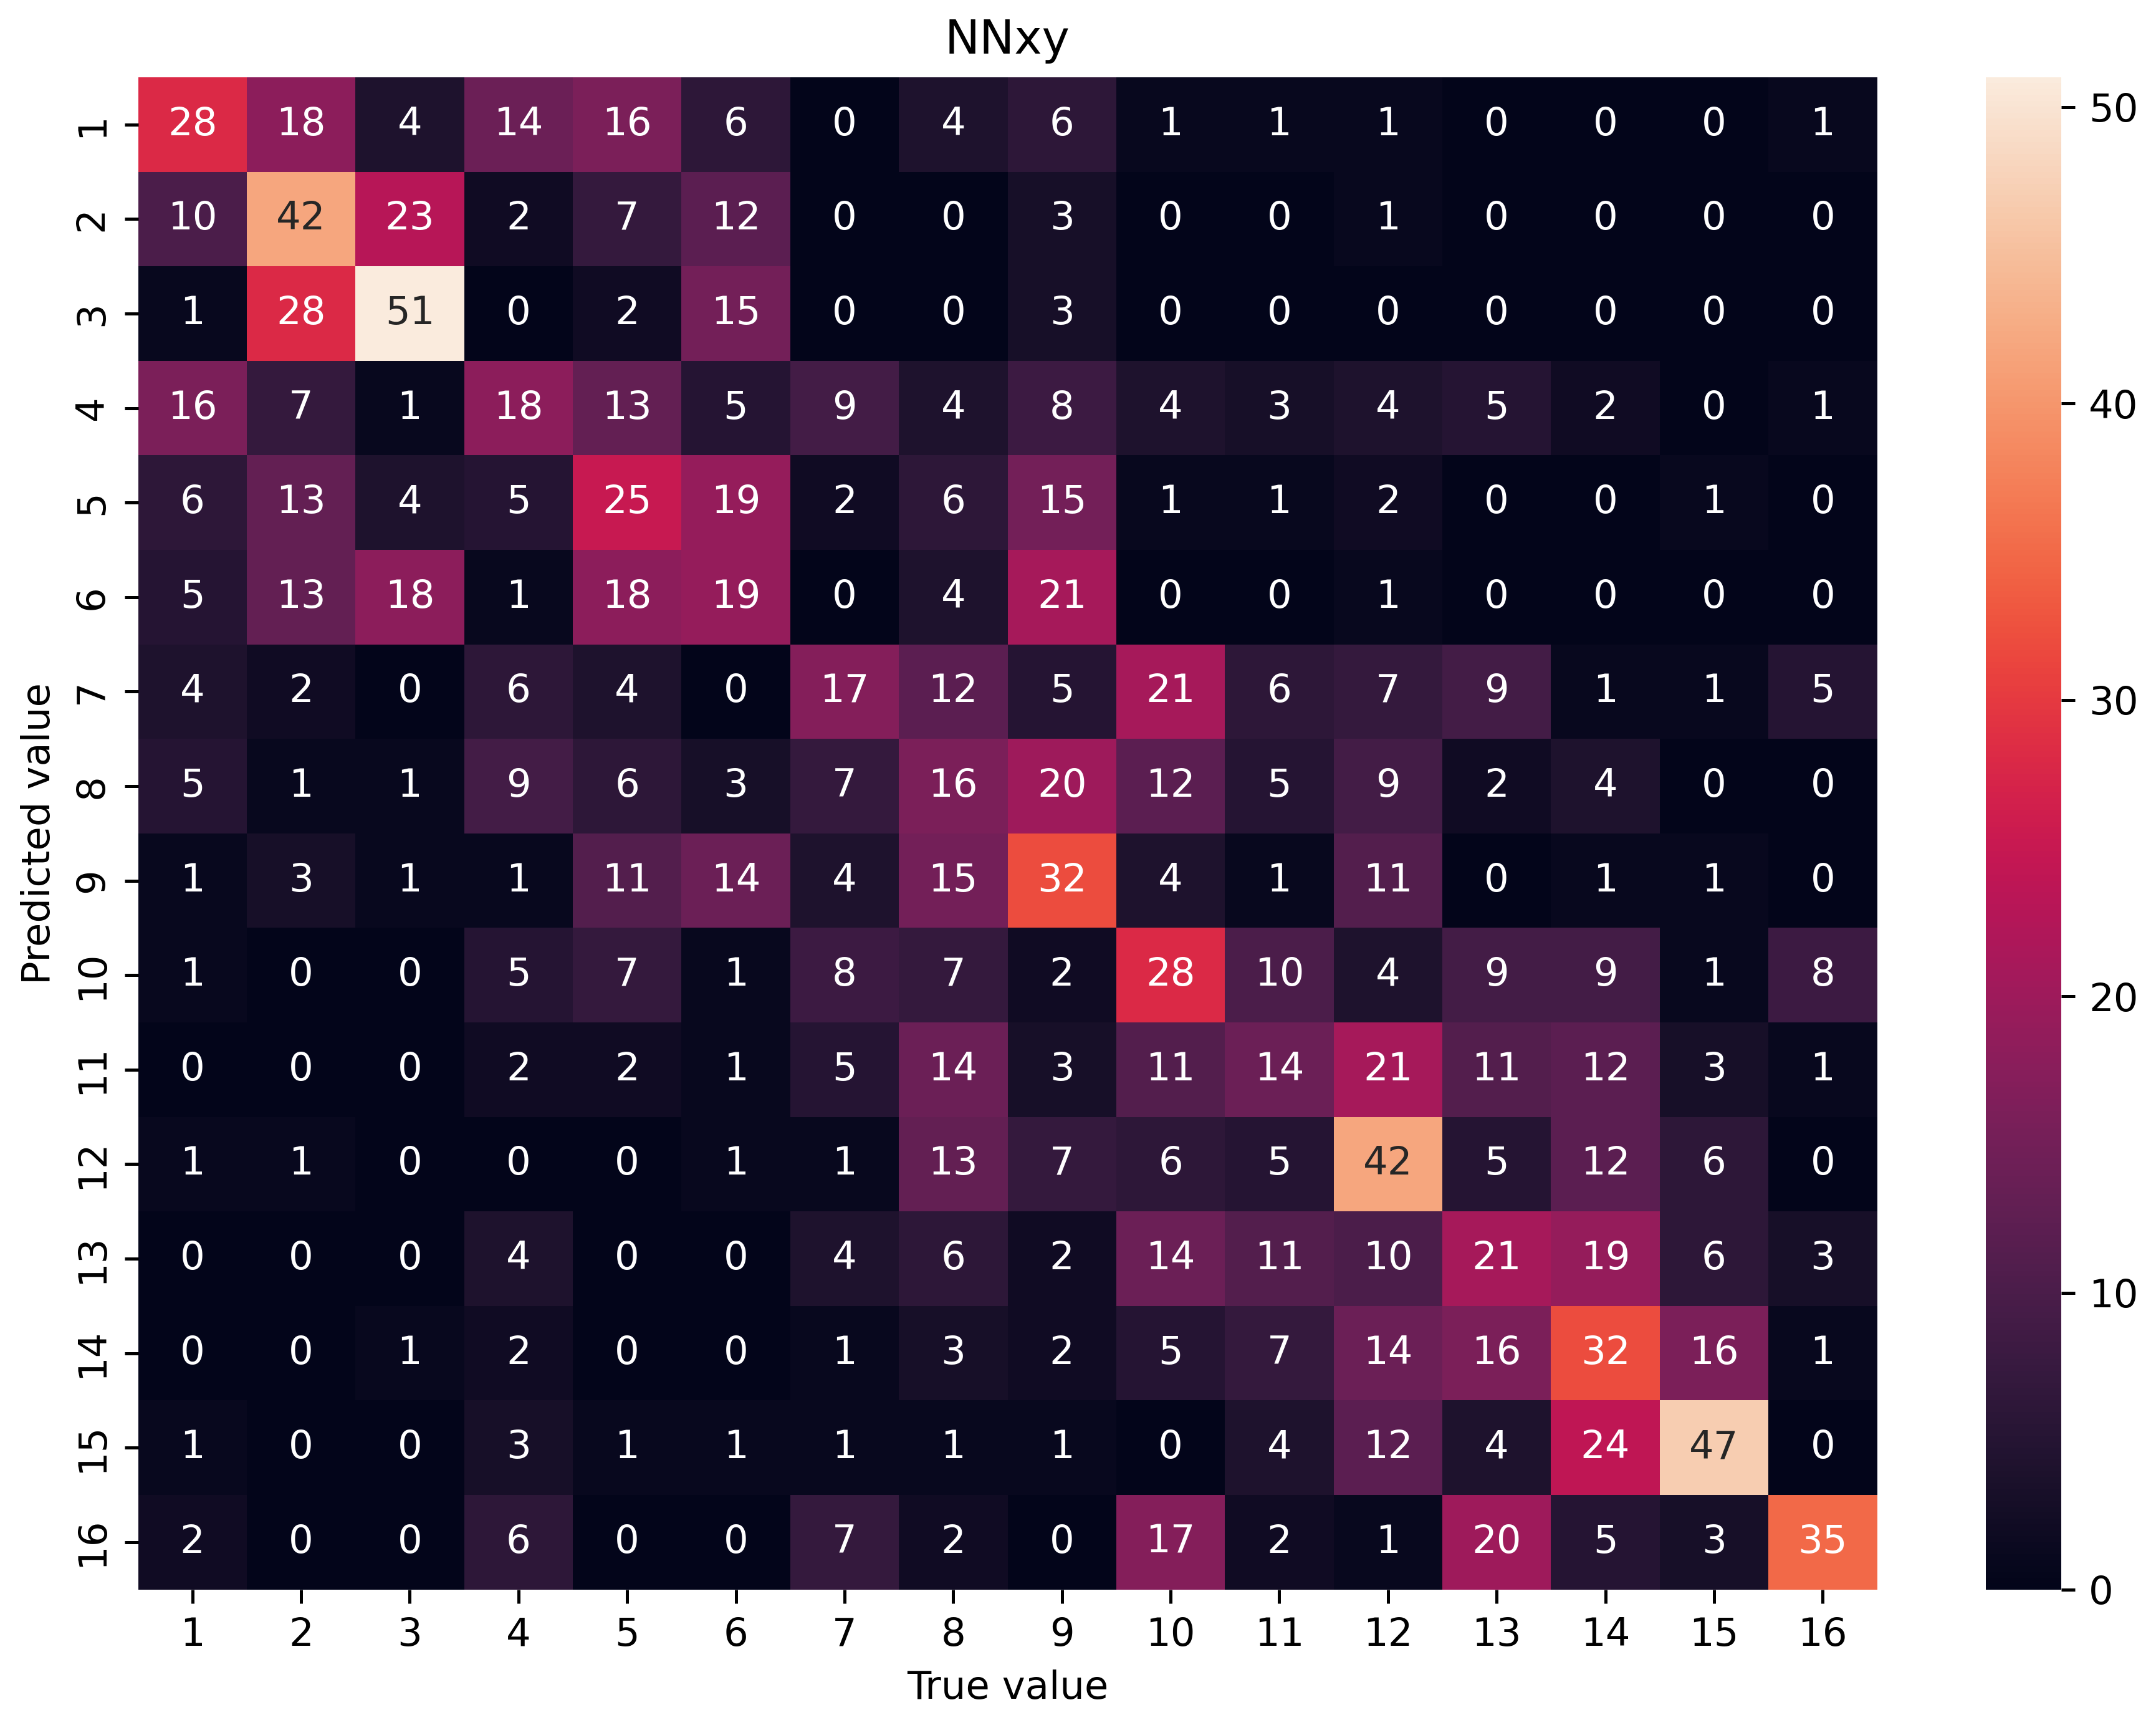 NNxy
Predicted value
1 28 18 4 14 16 6 0 4 6 1 1 1 0 0 0 1
2 10 42 23 2 7 12 0 0 3 0 0 1 0 0 0 0
3 1 28 51 0 2 15 0 0 3 0 0 0 0 0 0 0
4 16 7 1 18 13 5 9 4 8 4 3 4 5 2 0 1
5 6 13 4 5 25 19 2 6 15 1 1 2 0 0 1 0
6 5 13 18 1 18 19 0 4 21 0 0 1 0 0 0 0
7 4 2 0 6 4 0 17 12 5 21 6 7 9 1 1 5
8 5 1 1 9 6 3 7 16 20 12 5 9 2 4 0 0
9 1 3 1 1 11 14 4 15 32 4 1 11 0 1 1 0
10 1 0 0 5 7 1 8 7 2 28 10 4 9 9 1 8
11 0 0 0 2 2 1 5 14 3 11 14 21 11 12 3 1
12 1 1 0 0 0 1 1 13 7 6 5 42 5 12 6 0
13 0 0 0 4 0 0 4 6 2 14 11 10 21 19 6 3
14 0 0 1 2 0 0 1 3 2 5 7 14 16 32 16 1
15 1 0 0 3 1 1 1 1 1 0 4 12 4 24 47 0
16 2 0 0 6 0 0 7 2 0 17 2 1 20 5 3 35
1 2 3 4 5 6 7 8 9 10 11 12 13 14 15 16
True value
50
40
30
20
10
0